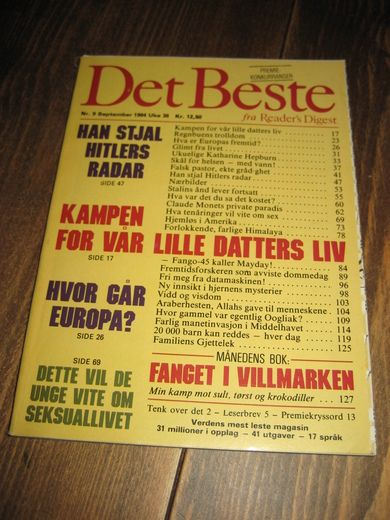 PREMIE-
KONKURRANSER
Det Beste
Nr. 9 September 1984 Uke 36 Kr. 12,80
fra Reader's Digest
HAN STJAL
HITLERS
RADAR
SIDE 47
KAMPEN
FOR VÅR LILLE DATTERS LIV
SIDE 17
HVOR GÅR
EUROPA?
SIDE 26
SIDE 69
DETTE VIL DE
UNGE VITE OM
SEKSUALLIVET
Kampen for vår lille datters liv 17
Regnbuens trolldom 23
Hva er Europas fremtid? 26
Glimt fra livet 31
Ukuelige Katharine Hepburn 33
Skål for helsen – med vann! 37
Falsk pastor, ekte gråd­ghet 41
Han stjal Hitlers radar 47
Nærbilder 53
Stalins ånd lever fortsatt 55
Hva var det du sa det kostet? 60
Claude Monets private paradis 62
Hva tenåringer vil vite om sex 69
Hjemløs i Amerika 73
Forlokkende, farlige Himalaya 78
– Fango-45 kaller Mayday! 84
Fremtidsforskeren som avviste dommedag 89
Fri meg fra datamaskinen! 96
Ny innsikt i hjernens mysterier 98
Vidd og visdom 103
Araberhesten, Allahs gave til menneskene 104
Hvor gammel var egentlig Oogliak? 109
Farlig manetinvasjon i Middelhavet 114
20 000 barn kan reddes – hver dag 119
Familiens Gjettelek 125
MÅNEDENS BOK:
FANGET I VILLMARKEN
Min kamp mot sult, tørst og krokodiller 127
Tenk over det 2 – Leserbrev 5 – Premiekryssord 13
Verdens mest leste magasin
31 millioner i opplag – 41 utgaver – 17 språk